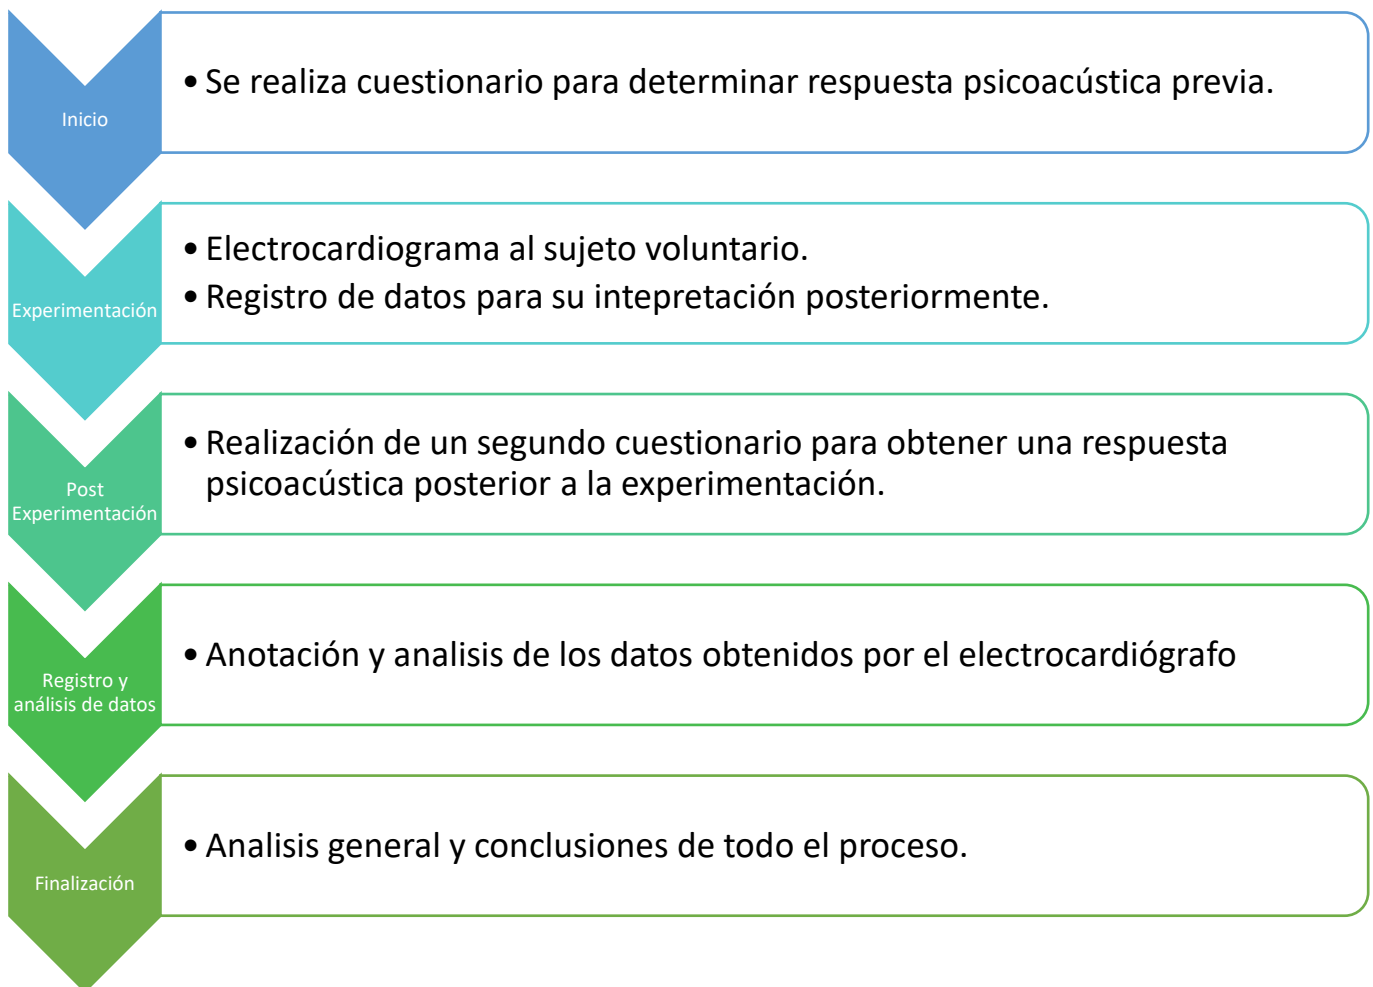 Inicio
• Se realiza cuestionario para determinar respuesta psicoacústica previa.
Experimentación
• Electrocardiograma al sujeto voluntario.
• Registro de datos para su intepretación posteriormente.
Post
Experimentación
• Realización de un segundo cuestionario para obtener una respuesta
psicoacústica posterior a la experimentación.
Registro y
análisis de datos
• Anotación y analisis de los datos obtenidos por el electrocardiógrafo
Finalización
• Analisis general y conclusiones de todo el proceso.